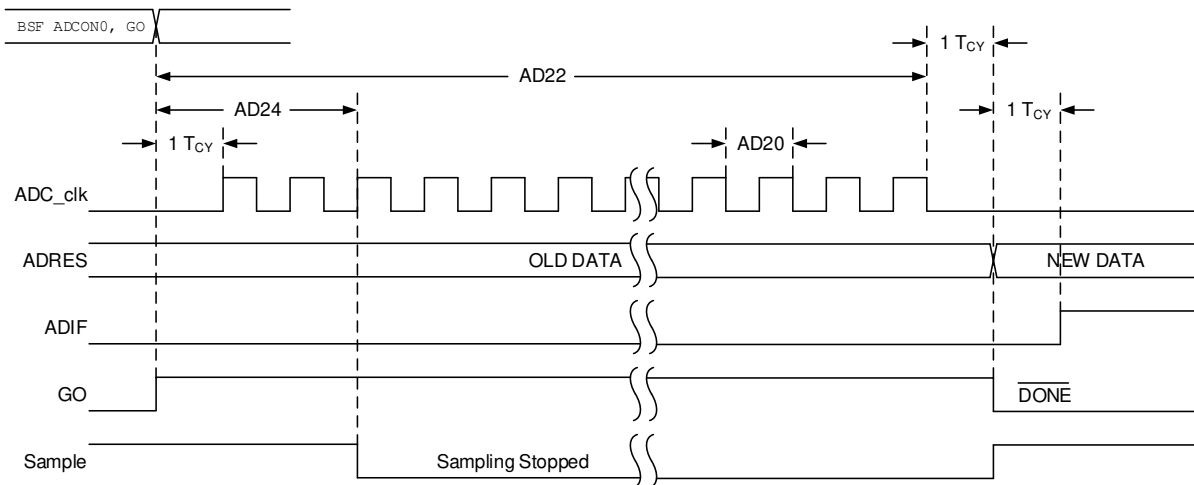 BSF ADCON0, GO
1 TCY
AD22
AD24
1 TCY
1 TCY
AD20
ADC_clk
ADRES
OLD DATA
NEW DATA
ADIF
GO
DONE
Sample
Sampling Stopped